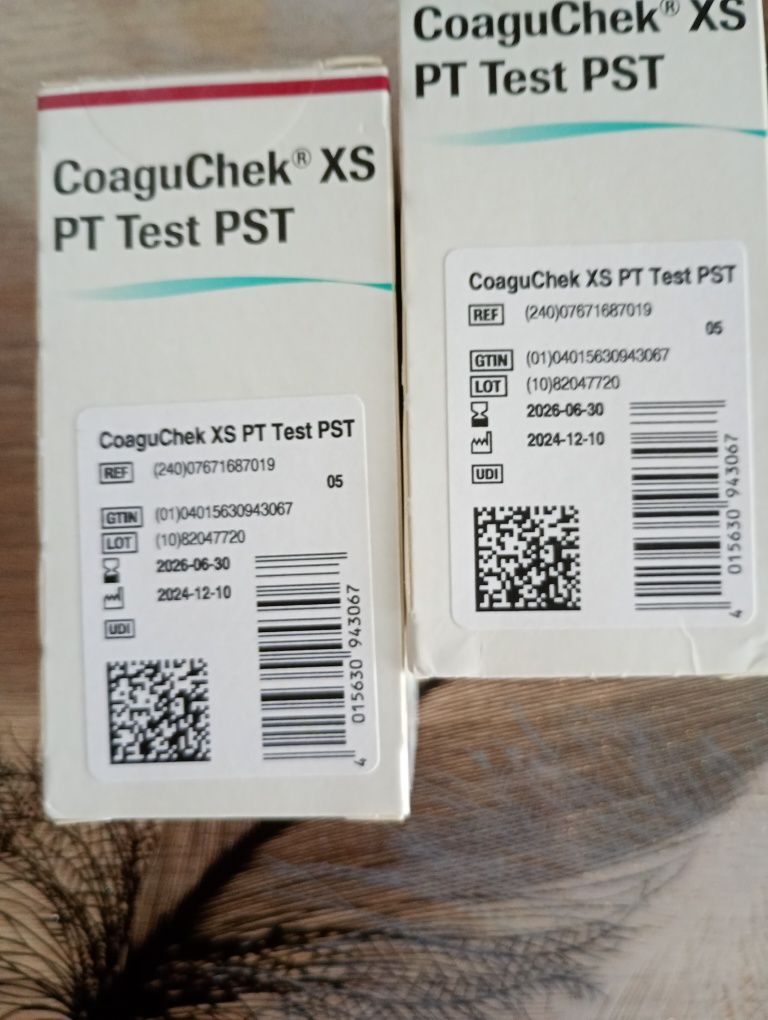 CoaguChek® XS
PT Test PST
CoaguChek XS PT Test PST
REF (240)07671687019
05
GTIN (01)04015630943067
LOT (10)82047720
2026-06-30
2024-12-10
UDI
4 015630 943067
CoaguChek® XS
PT Test PST
CoaguChek XS PT Test PST
REF (240)07671687019
05
GTIN (01)04015630943067
LOT (10)82047720
2026-06-30
2024-12-10
UDI
4 015630 943067